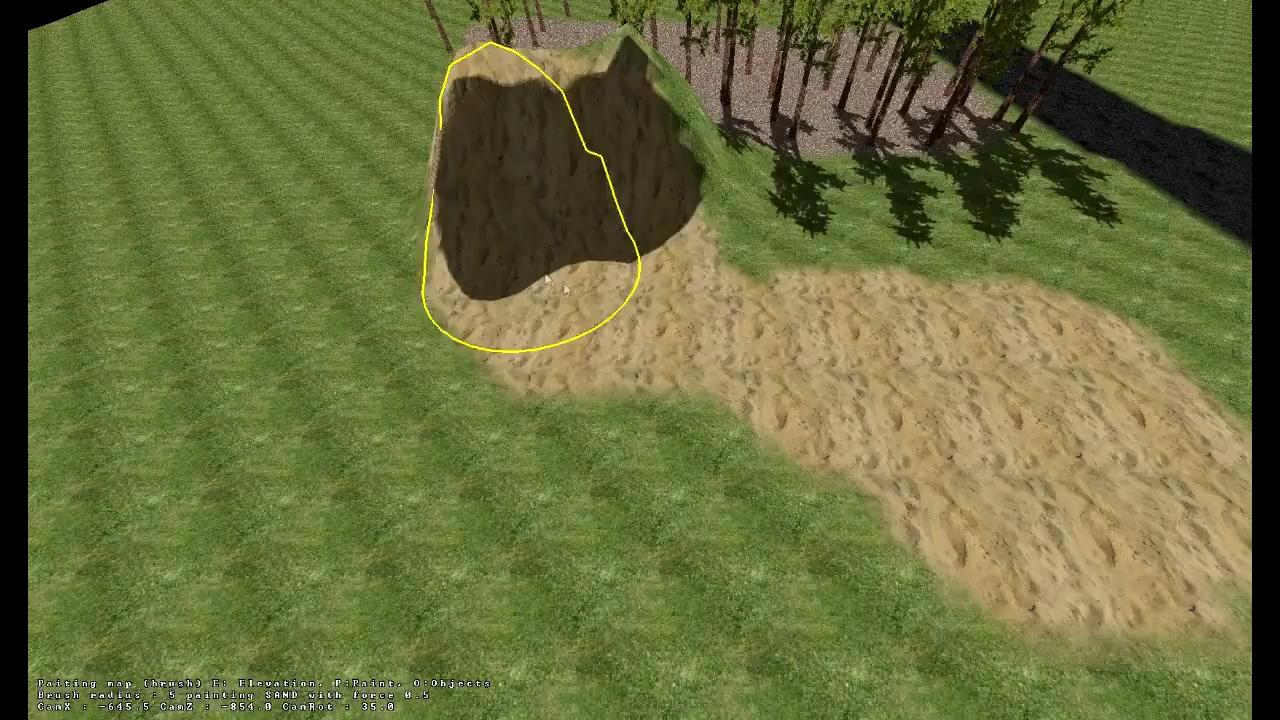 Paiting map (brush) E: Elevation, P:Paint, O:Objects
Brush radius : 5 painting SAND with force 0.5
CamX : -645.5 CamZ : -854.0 CamRot : 35.0